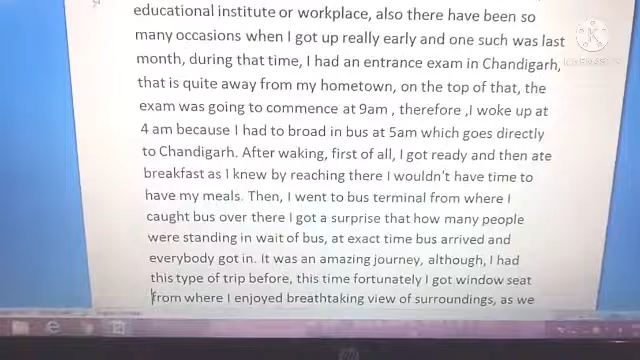 educational institute or workplace, also there have been so
many occasions when I got up really early and one such was last
month, during that time, I had an entrance exam in Chandigarh,
that is quite away from my hometown, on the top of that, the
exam was going to commence at 9am , therefore ,I woke up at
4 am because I had to broad in bus at 5am which goes directly
to Chandigarh. After waking, first of all, I got ready and then ate
breakfast as I knew by reaching there I wouldn't have time to
have my meals. Then, I went to bus terminal from where I
caught bus over there I got a surprise that how many people
were standing in wait of bus, at exact time bus arrived and
everybody got in. It was an amazing journey, although, I had
this type of trip before, this time fortunately I got window seat
from where I enjoyed breathtaking view of surroundings, as we